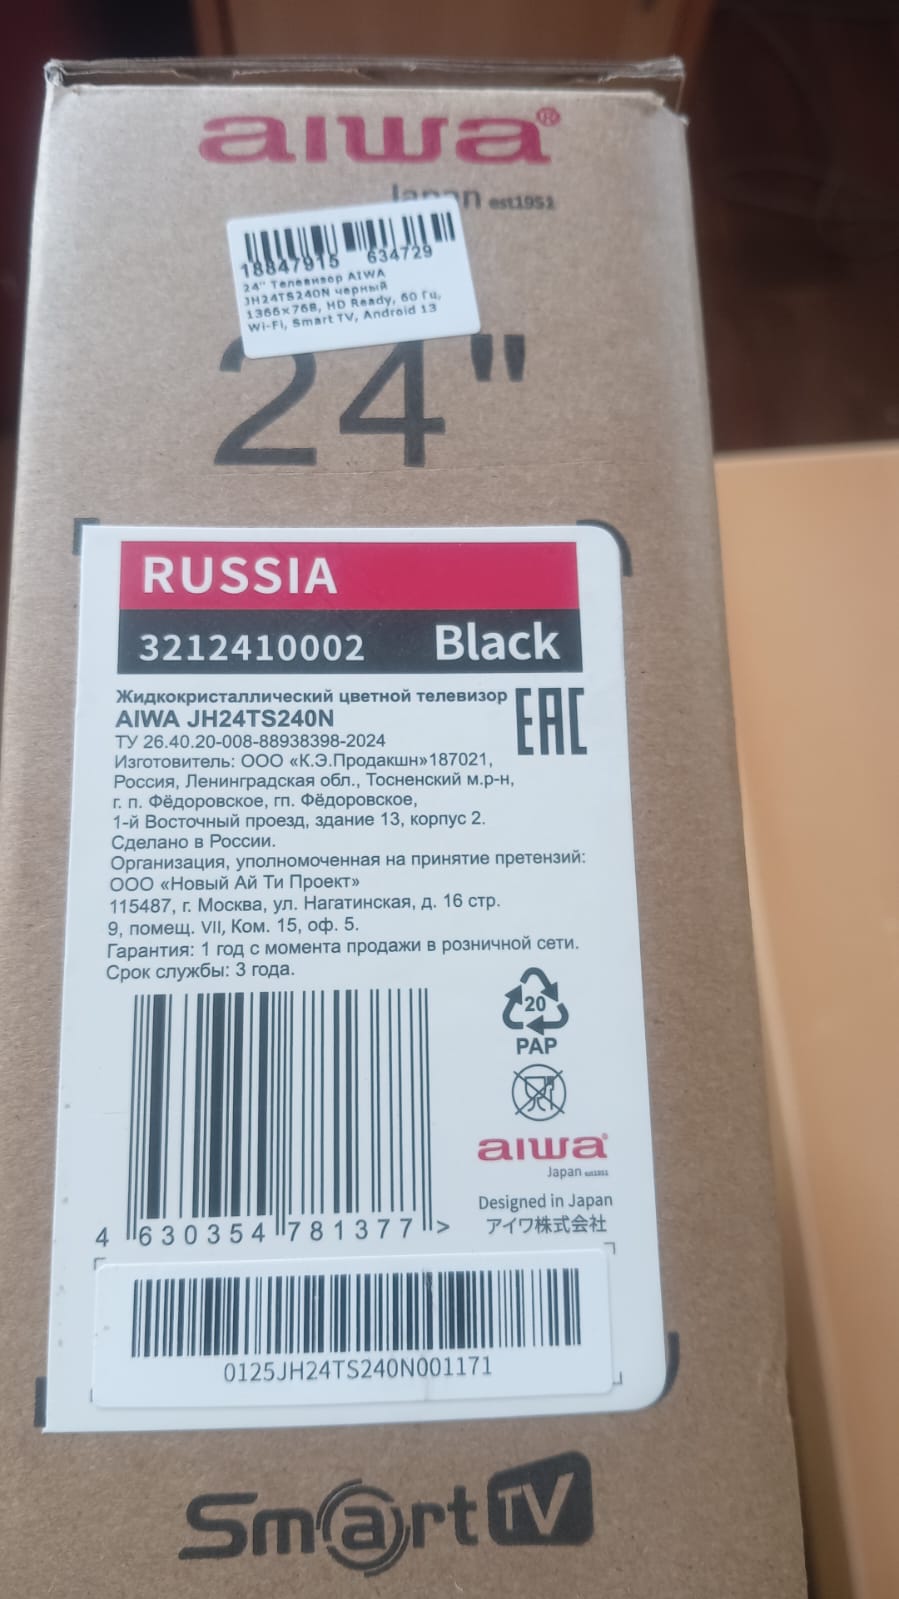 aiwa®
Japan est1951
18847915 634729
24" Телевизор AIWA
JH24TS240N черный
1366x768, HD Ready, 60 Гц,
Wi-Fi, Smart TV, Android 13
24"
RUSSIA
3212410002 Black
Жидкокристаллический цветной телевизор
AIWA JH24TS240N
EAC
ТУ 26.40.20-008-88938398-2024
Изготовитель: ООО «К.Э.Продакшн»187021,
Россия, Ленинградская обл., Тосненский м.р-н,
г. п. Фёдоровское, гп. Фёдоровское,
1-й Восточный проезд, здание 13, корпус 2.
Сделано в России.
Организация, уполномоченная на принятие претензий:
ООО «Новый Ай Ти Проект»
115487, г. Москва, ул. Нагатинская, д. 16 стр.
9, помещ. VII, Ком. 15, оф. 5.
Гарантия: 1 год с момента продажи в розничной сети.
Срок службы: 3 года.
20
PAP
aiwa®
Japan est1951
Designed in Japan
アイワ株式会社
4 630354 781377 >
0125JH24TS240N001171
Smart TV